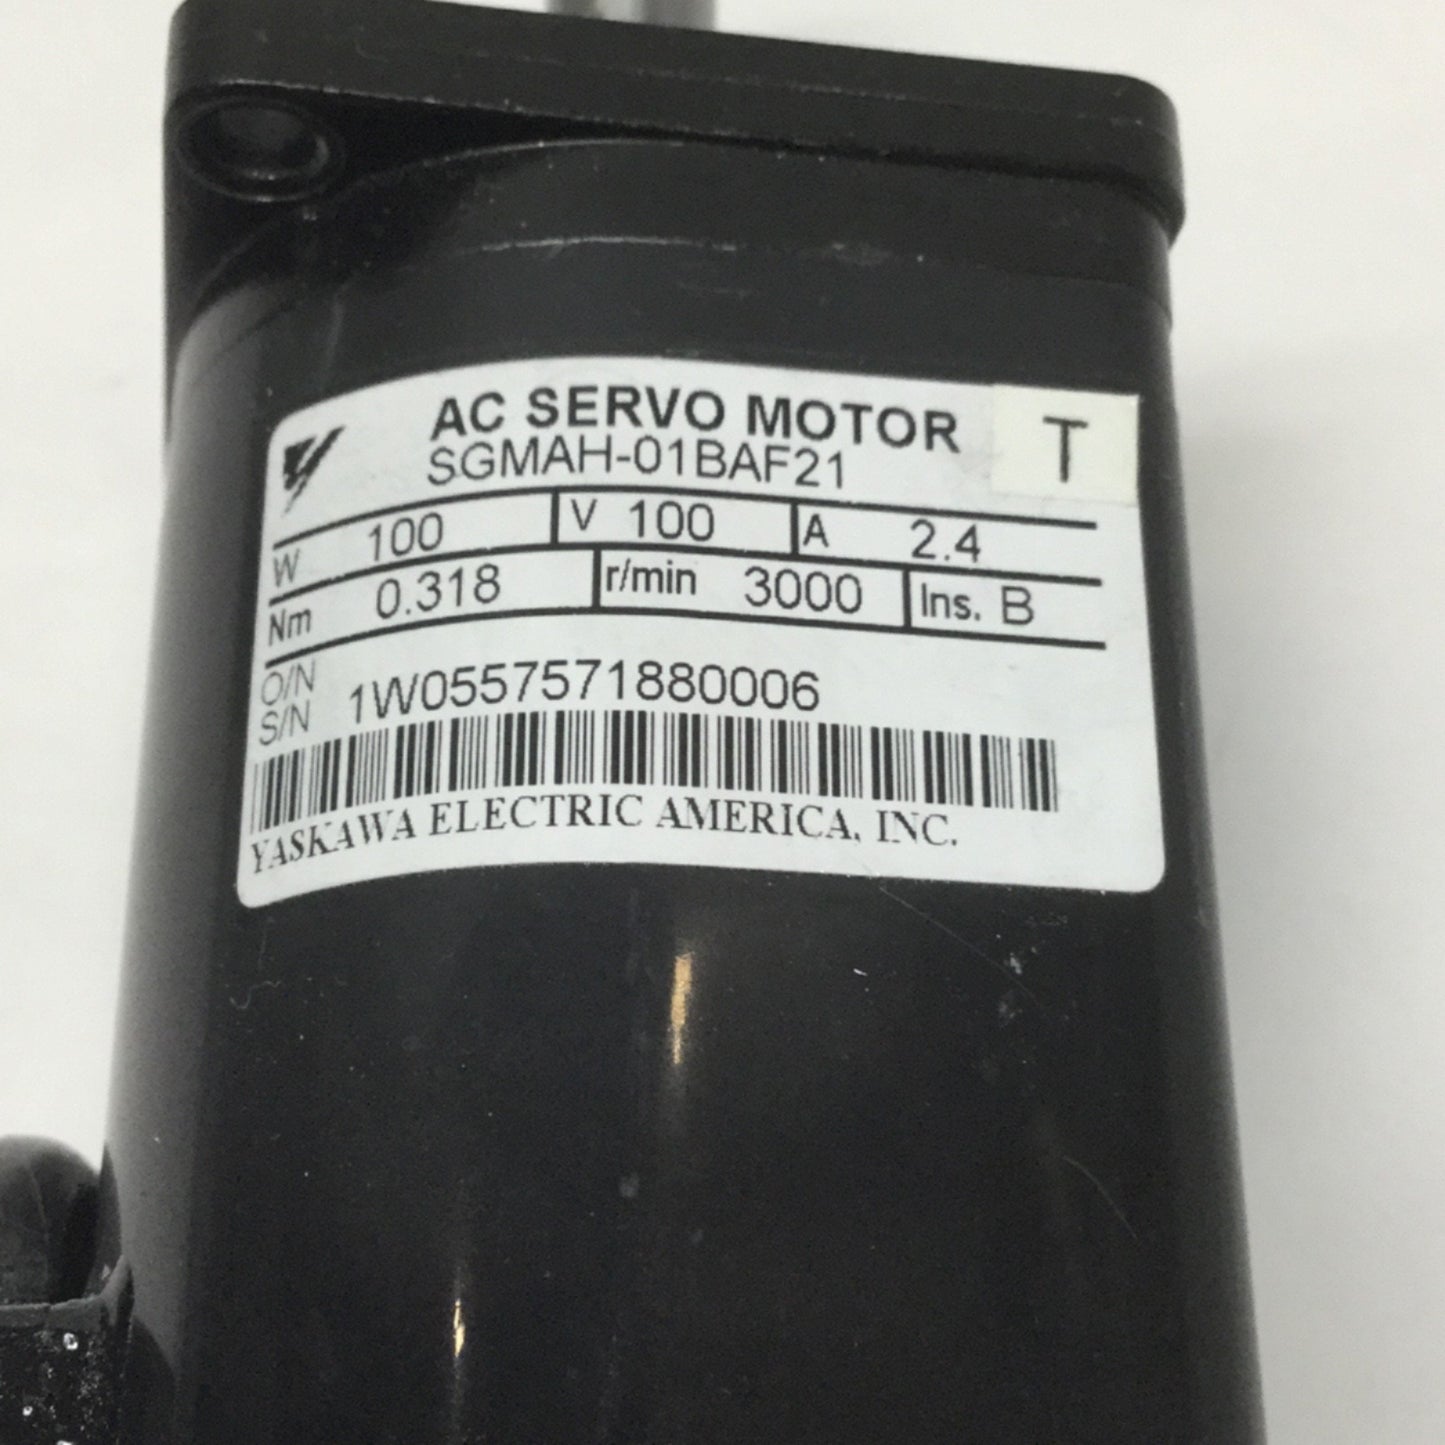 AC SERVO MOTOR T
SGMAH-01BAF21
W 100 V 100 A 2.4
Nm 0.318 r/min 3000 Ins. B
O/N
S/N 1W0557571880006
YASKAWA ELECTRIC AMERICA, INC.